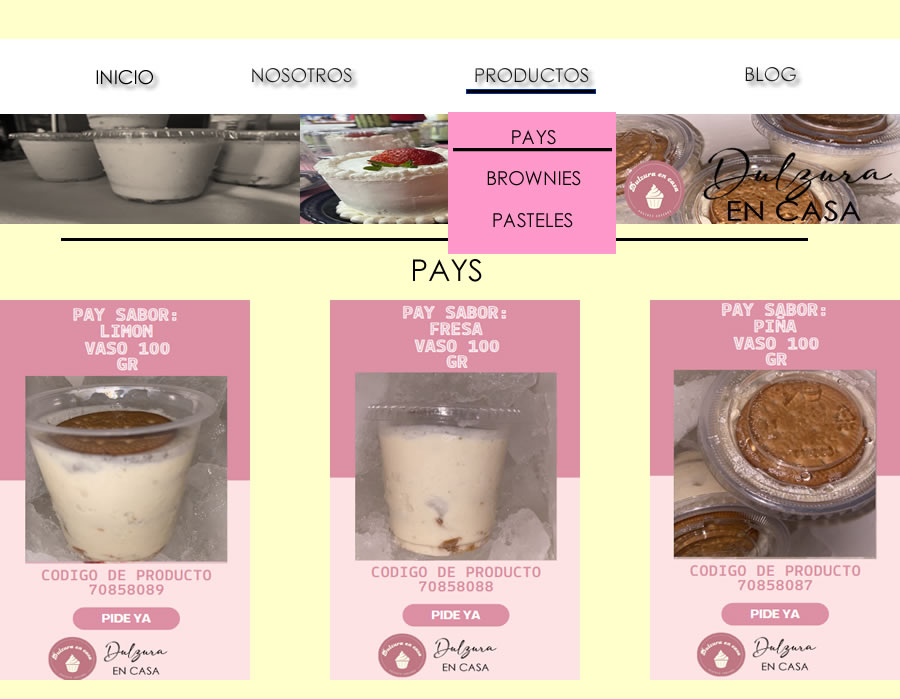 INICIO
NOSOTROS
PRODUCTOS
BLOG
PAYS
BROWNIES
PASTELES
Dulzura en casa
Dulzura
EN CASA
PAYS
PAY SABOR:
LIMON
VASO 100
GR
CODIGO DE PRODUCTO
70858089
PIDE YA
Dulzura en casa
Dulzura
EN CASA
PAY SABOR:
FRESA
VASO 100
GR
CODIGO DE PRODUCTO
70858088
PIDE YA
Dulzura en casa
Dulzura
EN CASA
PAY SABOR:
PIÑA
VASO 100
GR
CODIGO DE PRODUCTO
70858087
PIDE YA
Dulzura en casa
Dulzura
EN CASA